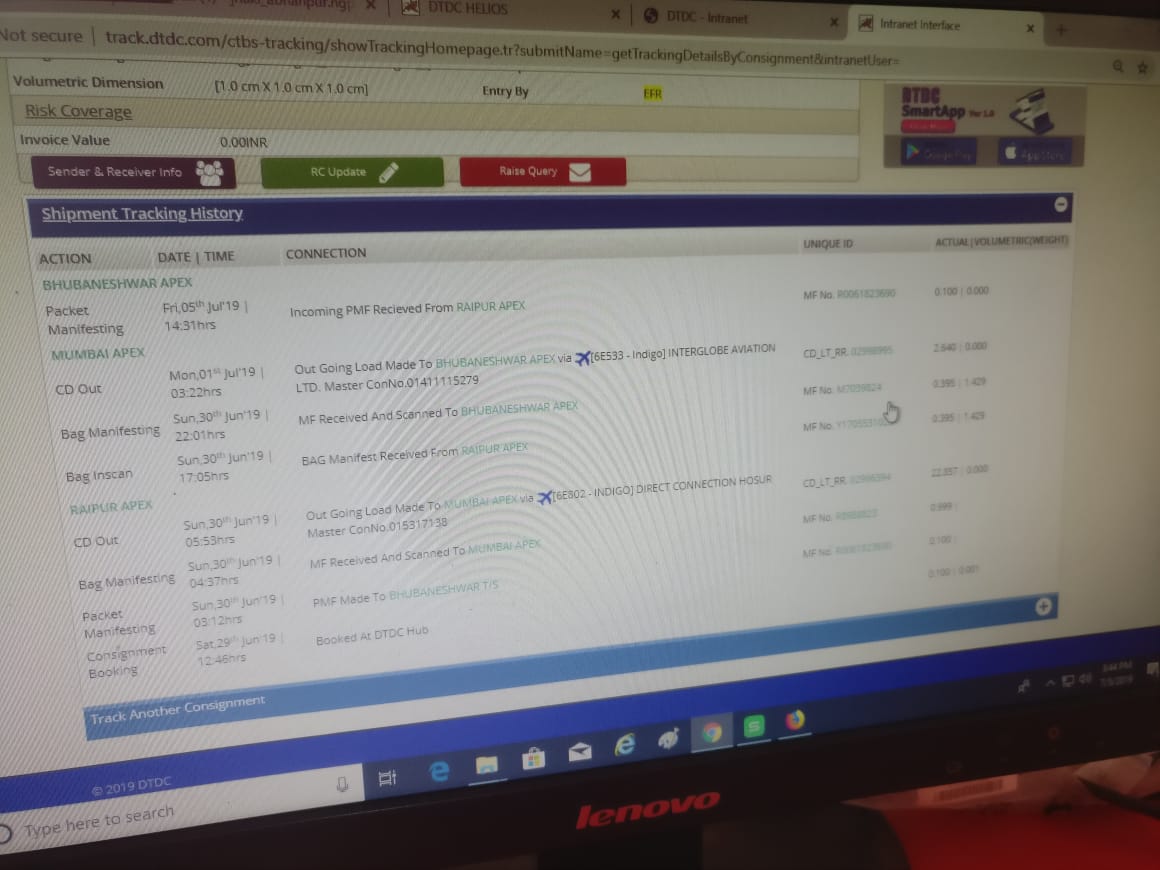 DTDC HELIOS
DTDC - Intranet
Intranet Interface
Not secure | track.dtdc.com/ctbs-tracking/showTrackingHomepage.tr?submitName=getTrackingDetailsByConsignment&intranetUser=
Volumetric Dimension [1.0 cm X 1.0 cm X 1.0 cm] Entry By EFR
Risk Coverage
Invoice Value 0.00INR
Sender & Receiver Info RC Update Raise Query
DTDC
SmartApp Ver 1.0
Google Play App Store
Shipment Tracking History
ACTION DATE | TIME CONNECTION UNIQUE ID ACTUAL|VOLUMETRIC(WEIGHT)
BHUBANESHWAR APEX
Packet Manifesting Fri,05th Jul'19 | 14:31hrs Incoming PMF Recieved From RAIPUR APEX MF No. R0061823690 0.100 | 0.000
MUMBAI APEX
CD Out Mon,01st Jul'19 | 03:22hrs Out Going Load Made To BHUBANESHWAR APEX via [6E533 - Indigo] INTERGLOBE AVIATION LTD. Master ConNo.01411115279 CD_LT_RR. 2.640 | 0.000
Bag Manifesting Sun,30th Jun'19 | 22:01hrs MF Received And Scanned To BHUBANESHWAR APEX MF No. 0.395 | 1.429
Bag Inscan Sun,30th Jun'19 | 17:05hrs BAG Manifest Received From RAIPUR APEX MF No. 0.395 | 1.429
RAIPUR APEX
CD Out Sun,30th Jun'19 | 05:53hrs Out Going Load Made To MUMBAI APEX via [6E802 - INDIGO] DIRECT CONNECTION HOSUR Master ConNo.015317138 CD_LT_RR. 22.357 | 0.000
Bag Manifesting Sun,30th Jun'19 | 04:37hrs MF Received And Scanned To MUMBAI APEX MF No.
Packet Manifesting Sun,30th Jun'19 | 03:12hrs PMF Made To BHUBANESHWAR T/S MF No. 0.100 |
Consignment Booking Sat,29th Jun'19 | 12:46hrs Booked At DTDC Hub 0.100 | 0.001
Track Another Consignment
© 2019 DTDC
Type here to search
3:44 PM
7/5/2019
lenovo